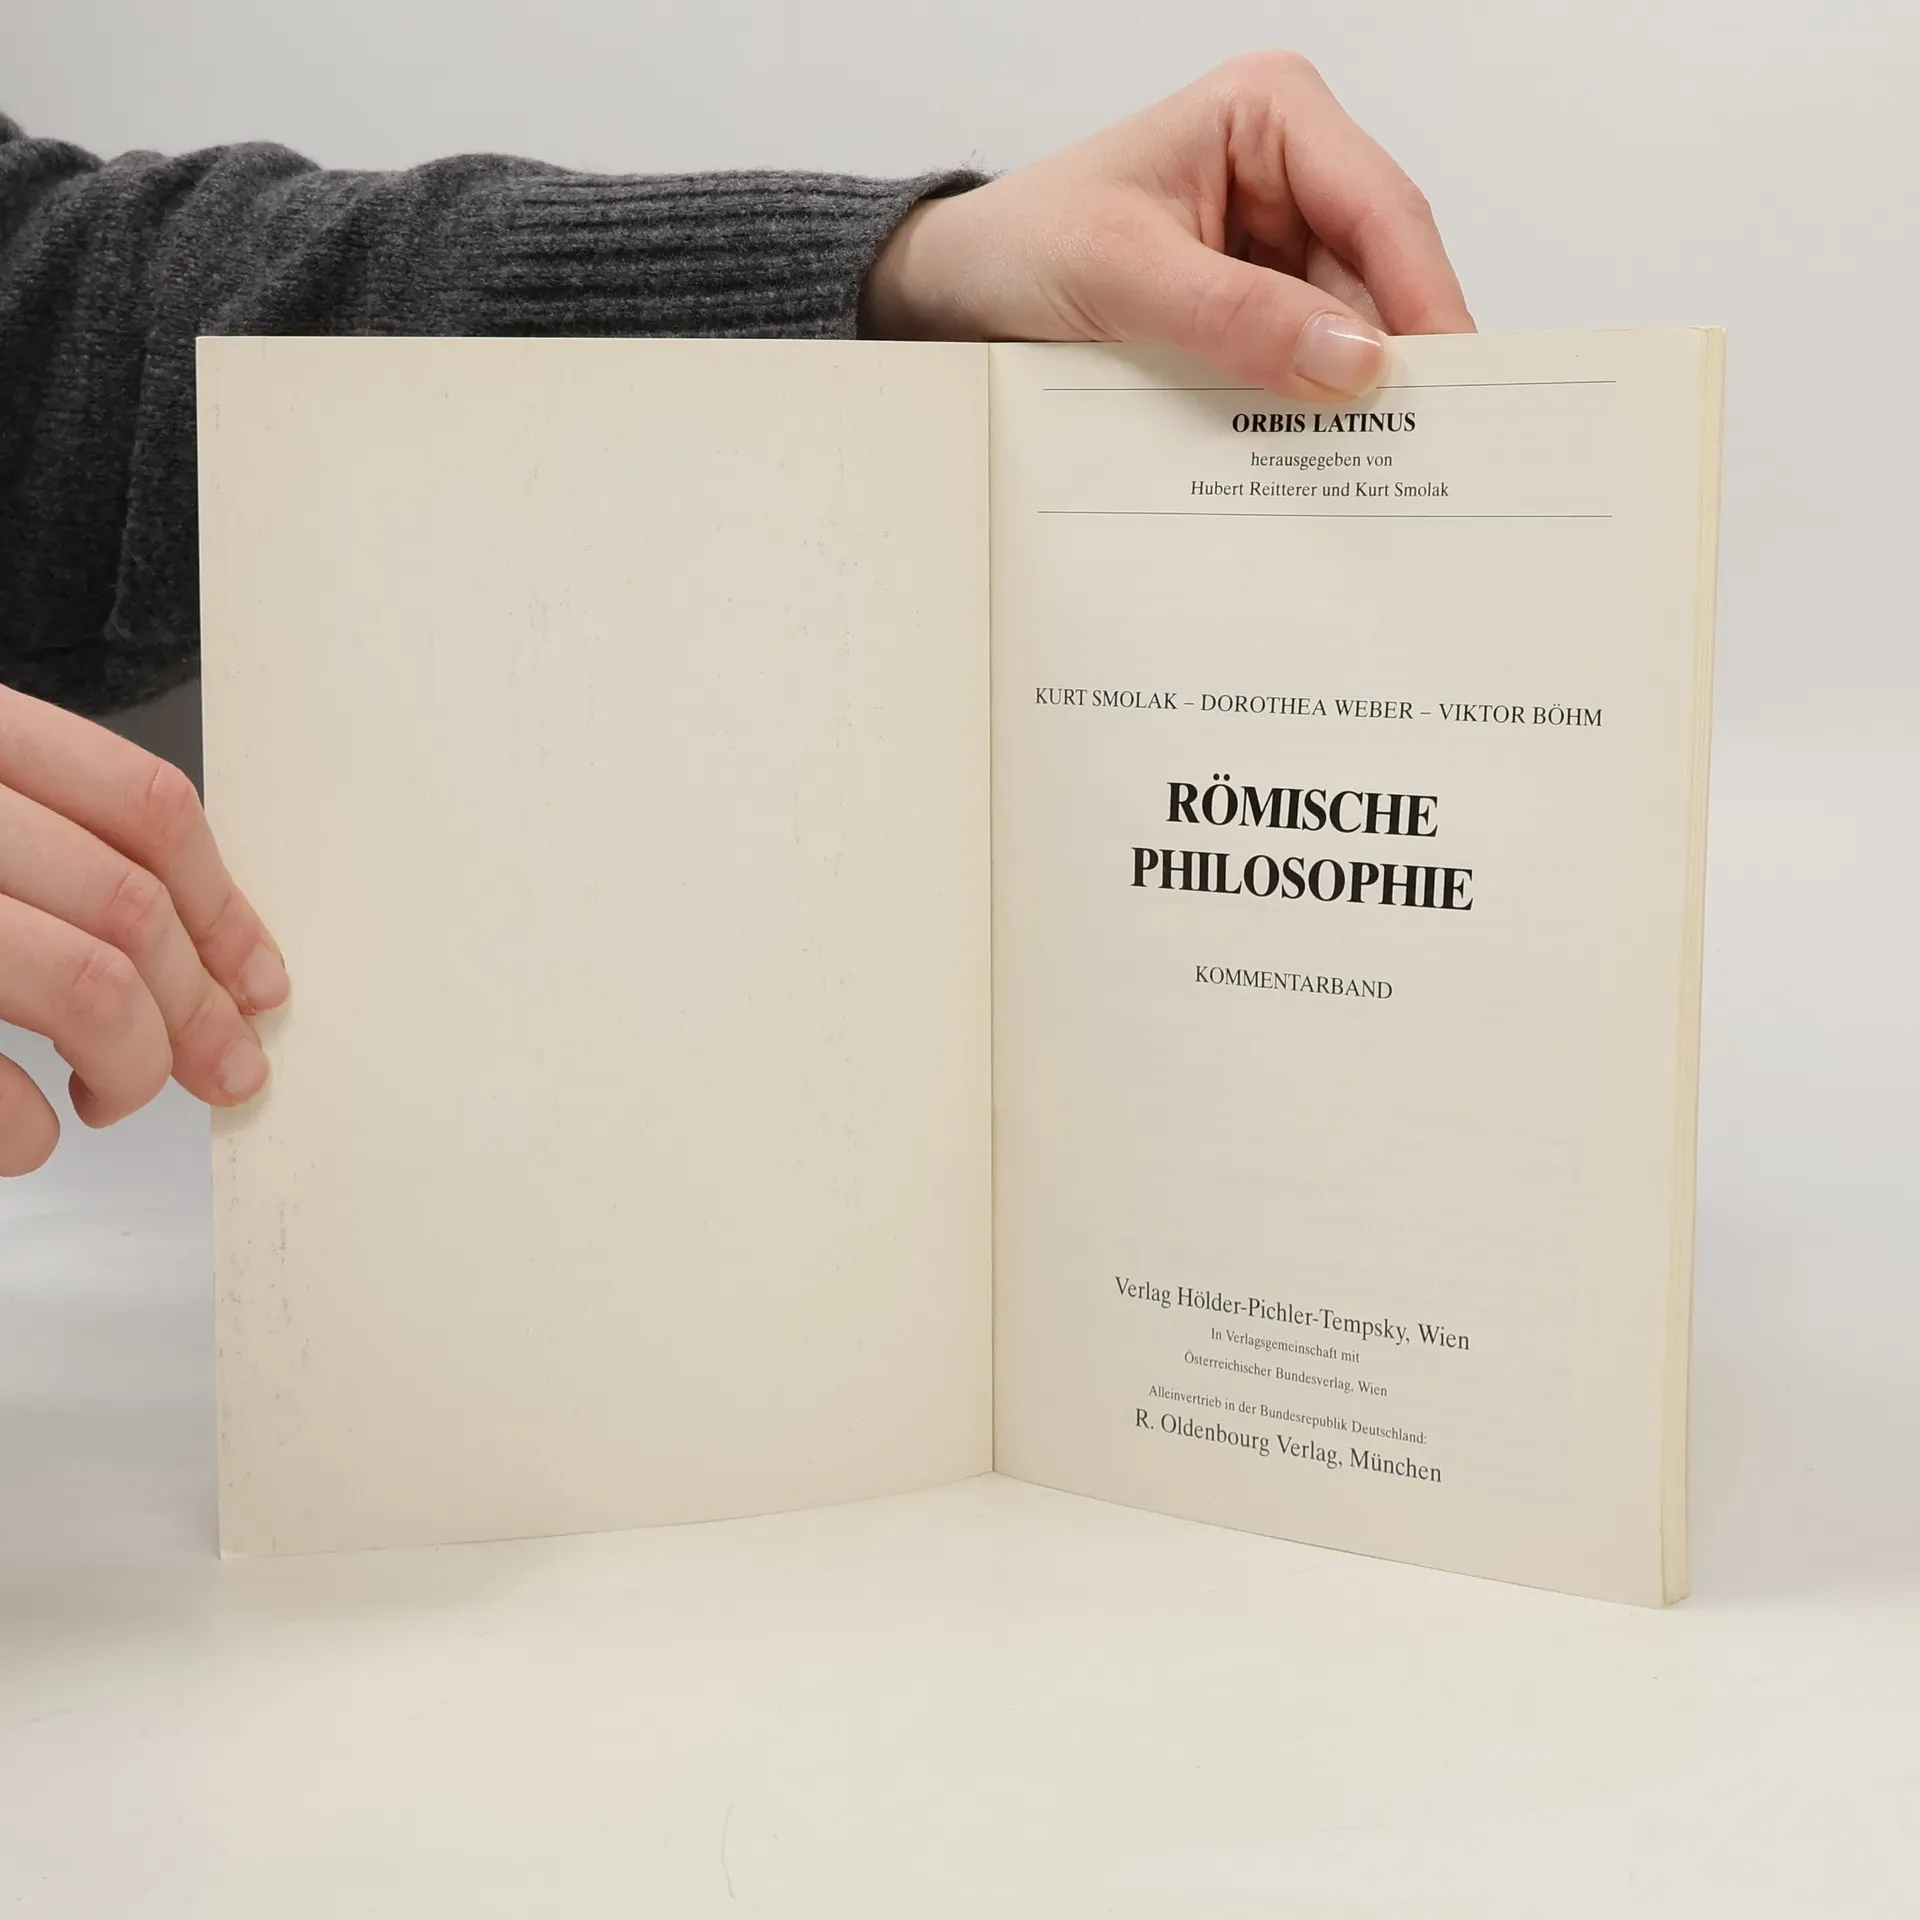 ORBIS LATINUS
herausgegeben von
Hubert Reitterer und Kurt Smolak
KURT SMOLAK – DOROTHEA WEBER – VIKTOR BÖHM
RÖMISCHE
PHILOSOPHIE
KOMMENTARBAND
Verlag Hölder-Pichler-Tempsky, Wien
In Verlagsgemeinschaft mit
Österreichischer Bundesverlag, Wien
Alleinvertrieb in der Bundesrepublik Deutschland:
R. Oldenbourg Verlag, München